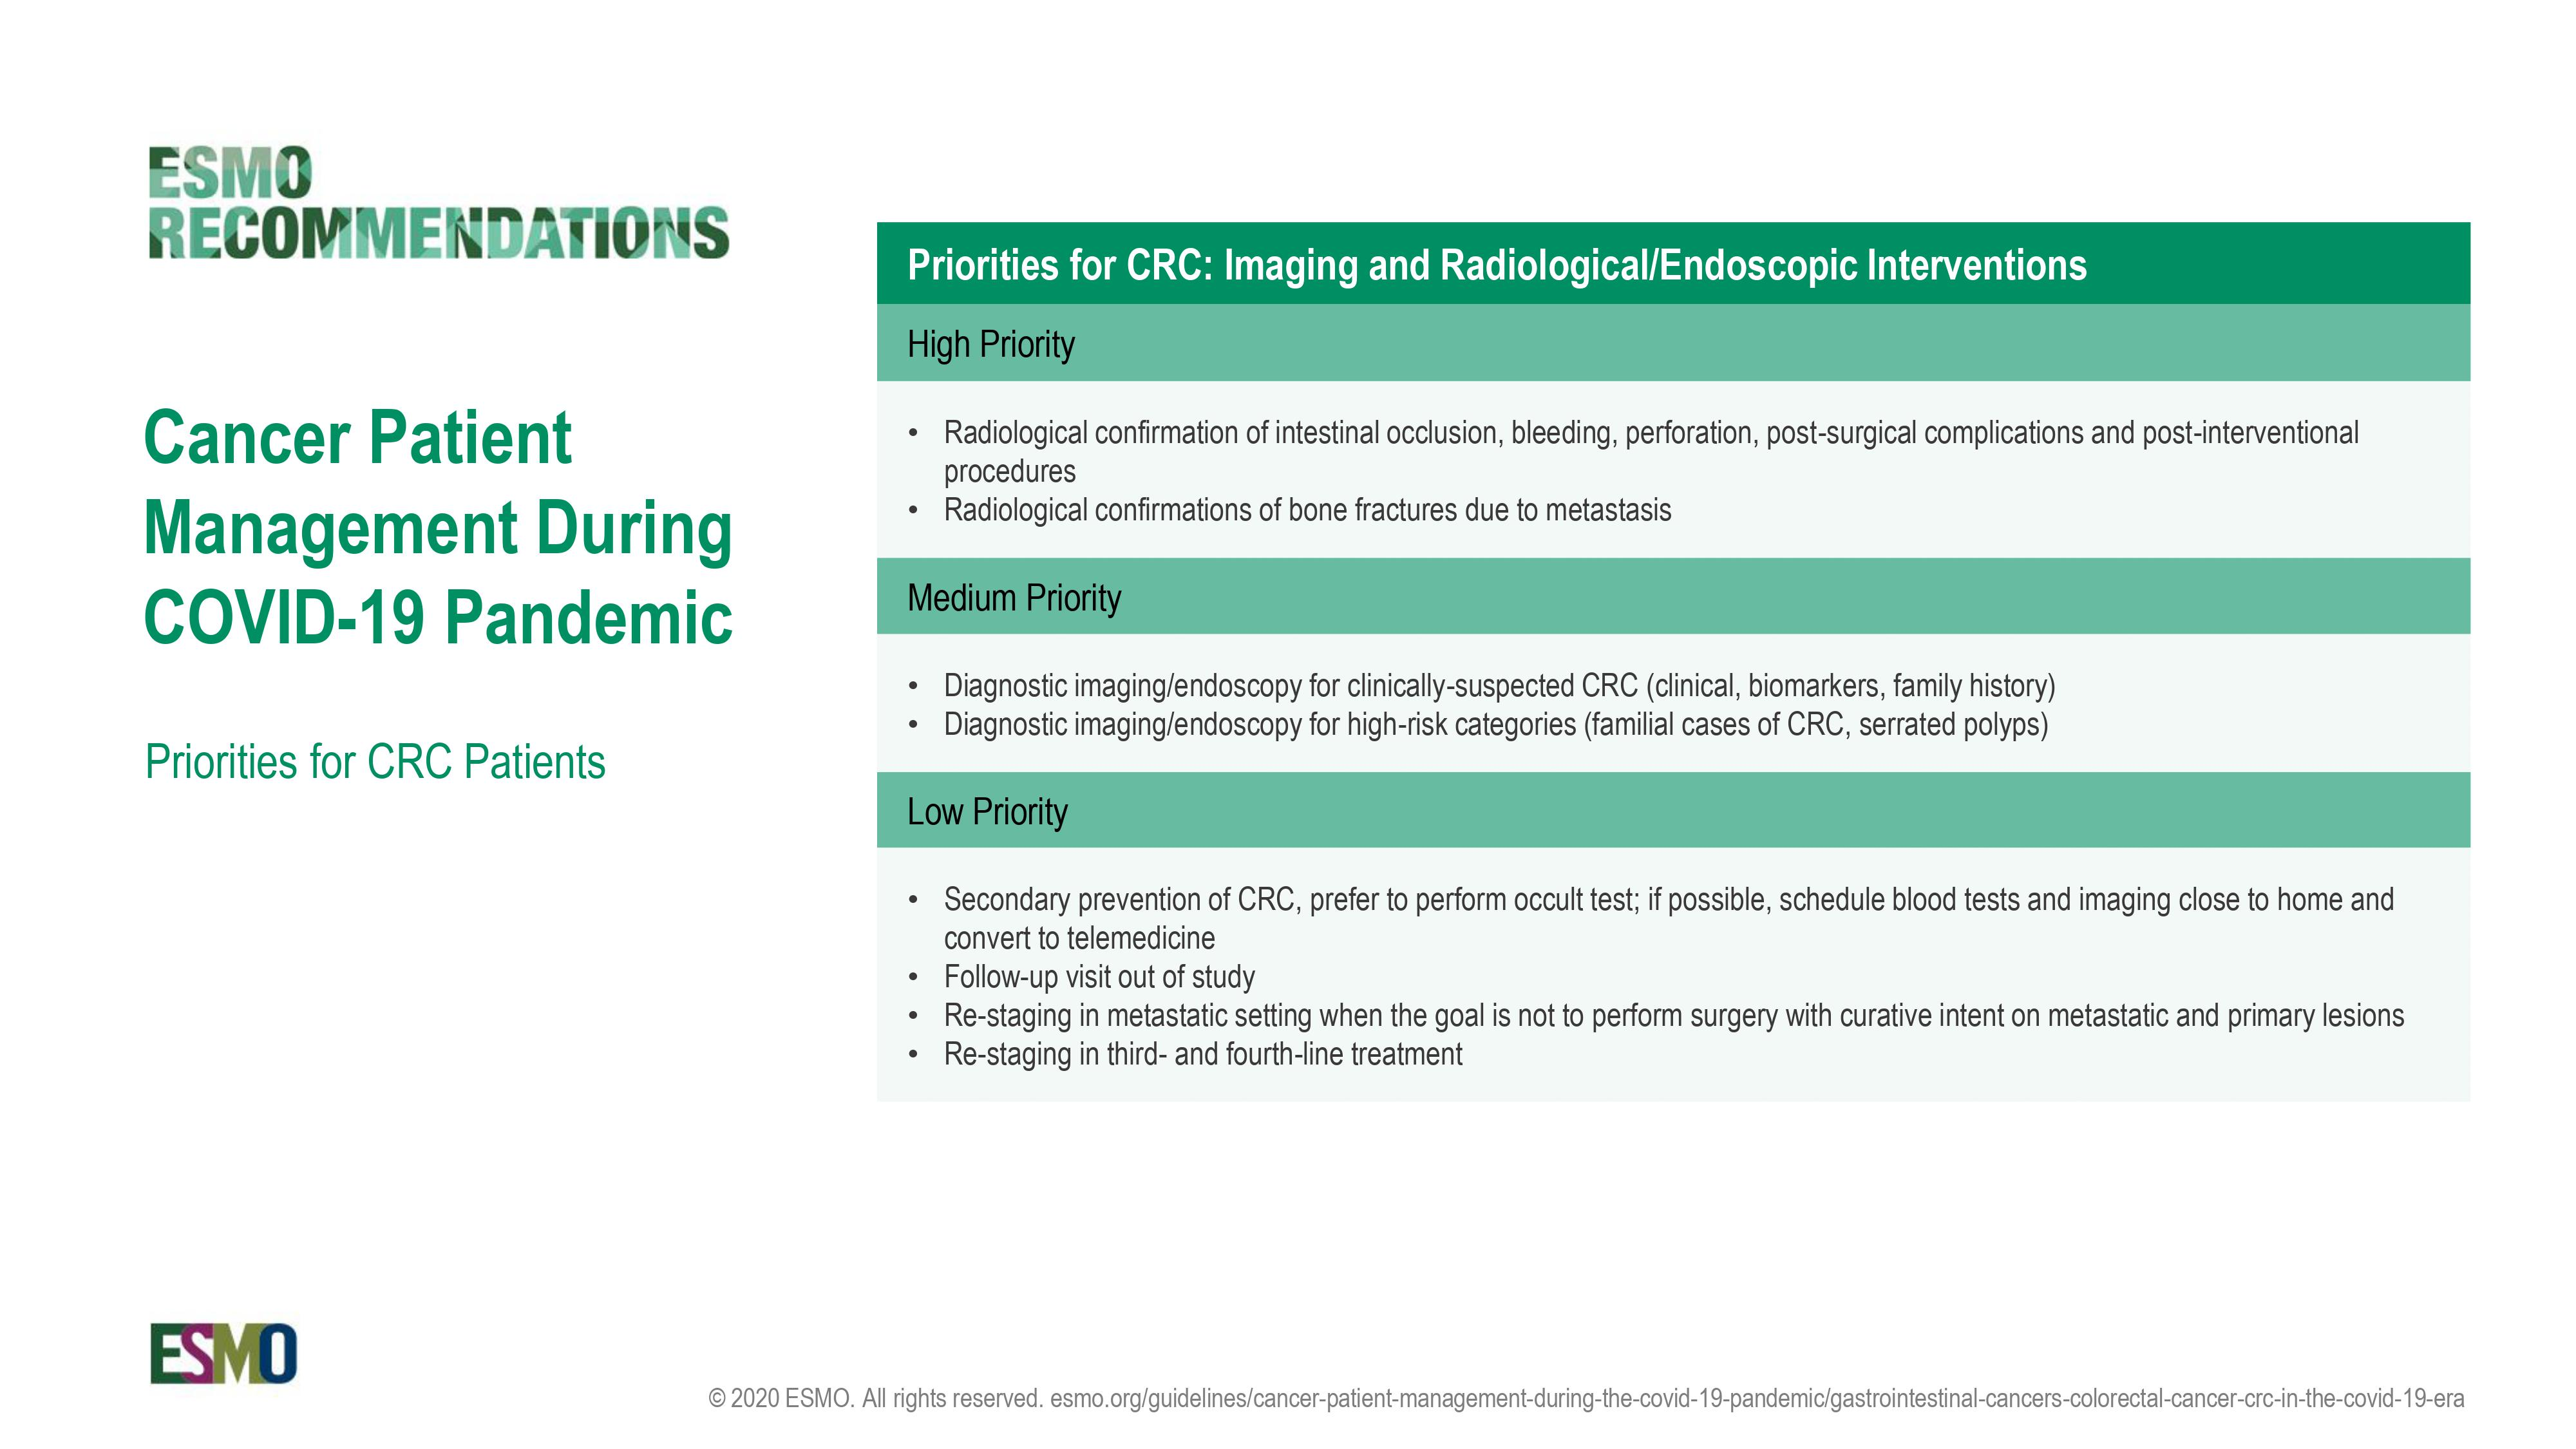 ESMO
RECOMMENDATIONS
Cancer Patient
Management During
COVID-19 Pandemic
Priorities for CRC Patients
Priorities for CRC: Imaging and Radiological/Endoscopic Interventions
High Priority
• Radiological confirmation of intestinal occlusion, bleeding, perforation, post-surgical complications and post-interventional
procedures
• Radiological confirmations of bone fractures due to metastasis
Medium Priority
• Diagnostic imaging/endoscopy for clinically-suspected CRC (clinical, biomarkers, family history)
• Diagnostic imaging/endoscopy for high-risk categories (familial cases of CRC, serrated polyps)
Low Priority
• Secondary prevention of CRC, prefer to perform occult test; if possible, schedule blood tests and imaging close to home and
convert to telemedicine
• Follow-up visit out of study
• Re-staging in metastatic setting when the goal is not to perform surgery with curative intent on metastatic and primary lesions
• Re-staging in third- and fourth-line treatment
ESMO
© 2020 ESMO. All rights reserved. esmo.org/guidelines/cancer-patient-management-during-the-covid-19-pandemic/gastrointestinal-cancers-colorectal-cancer-crc-in-the-covid-19-era